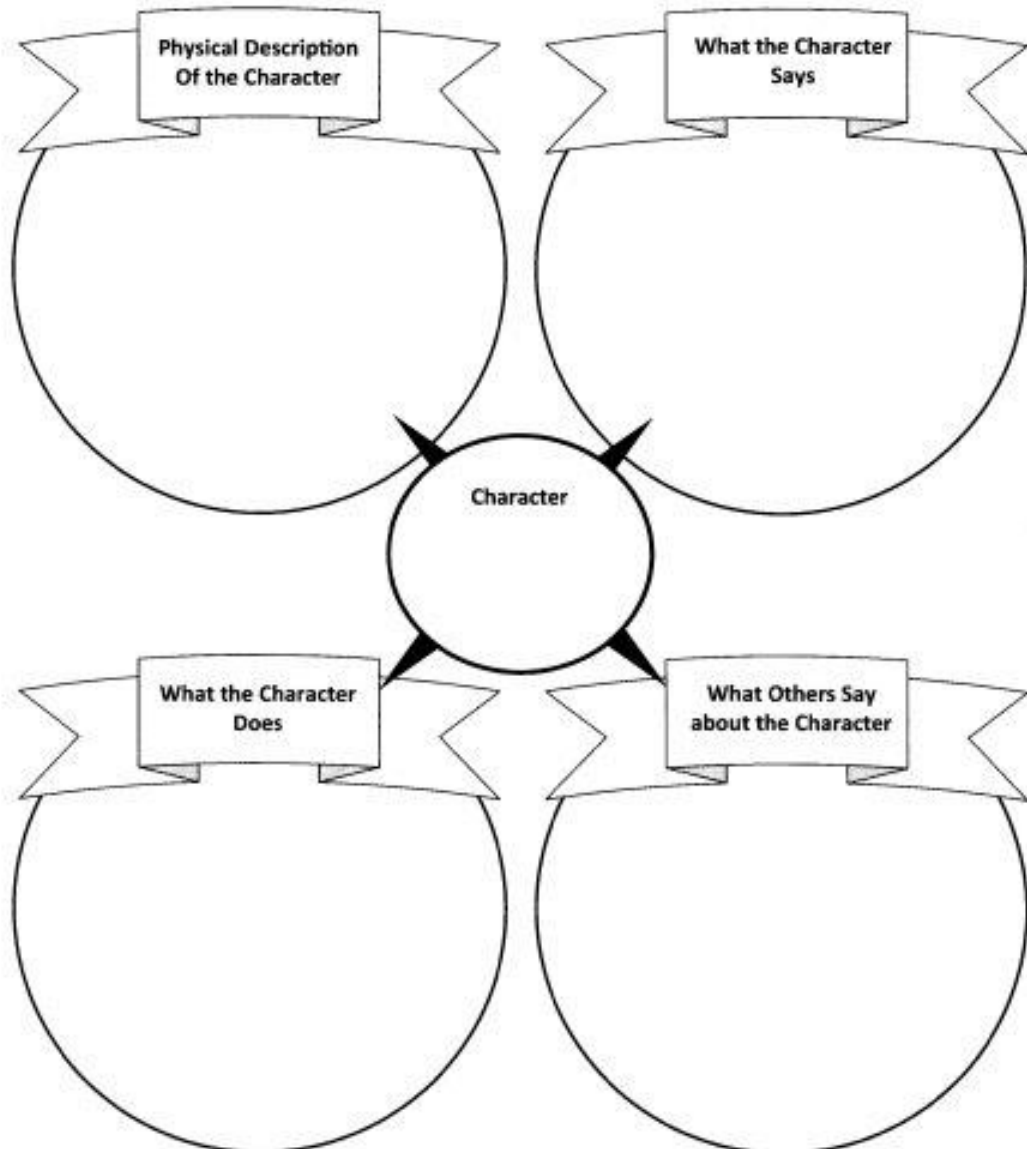 Physical Description
Of the Character
What the Character
Says
Character
What the Character
Does
What Others Say
about the Character